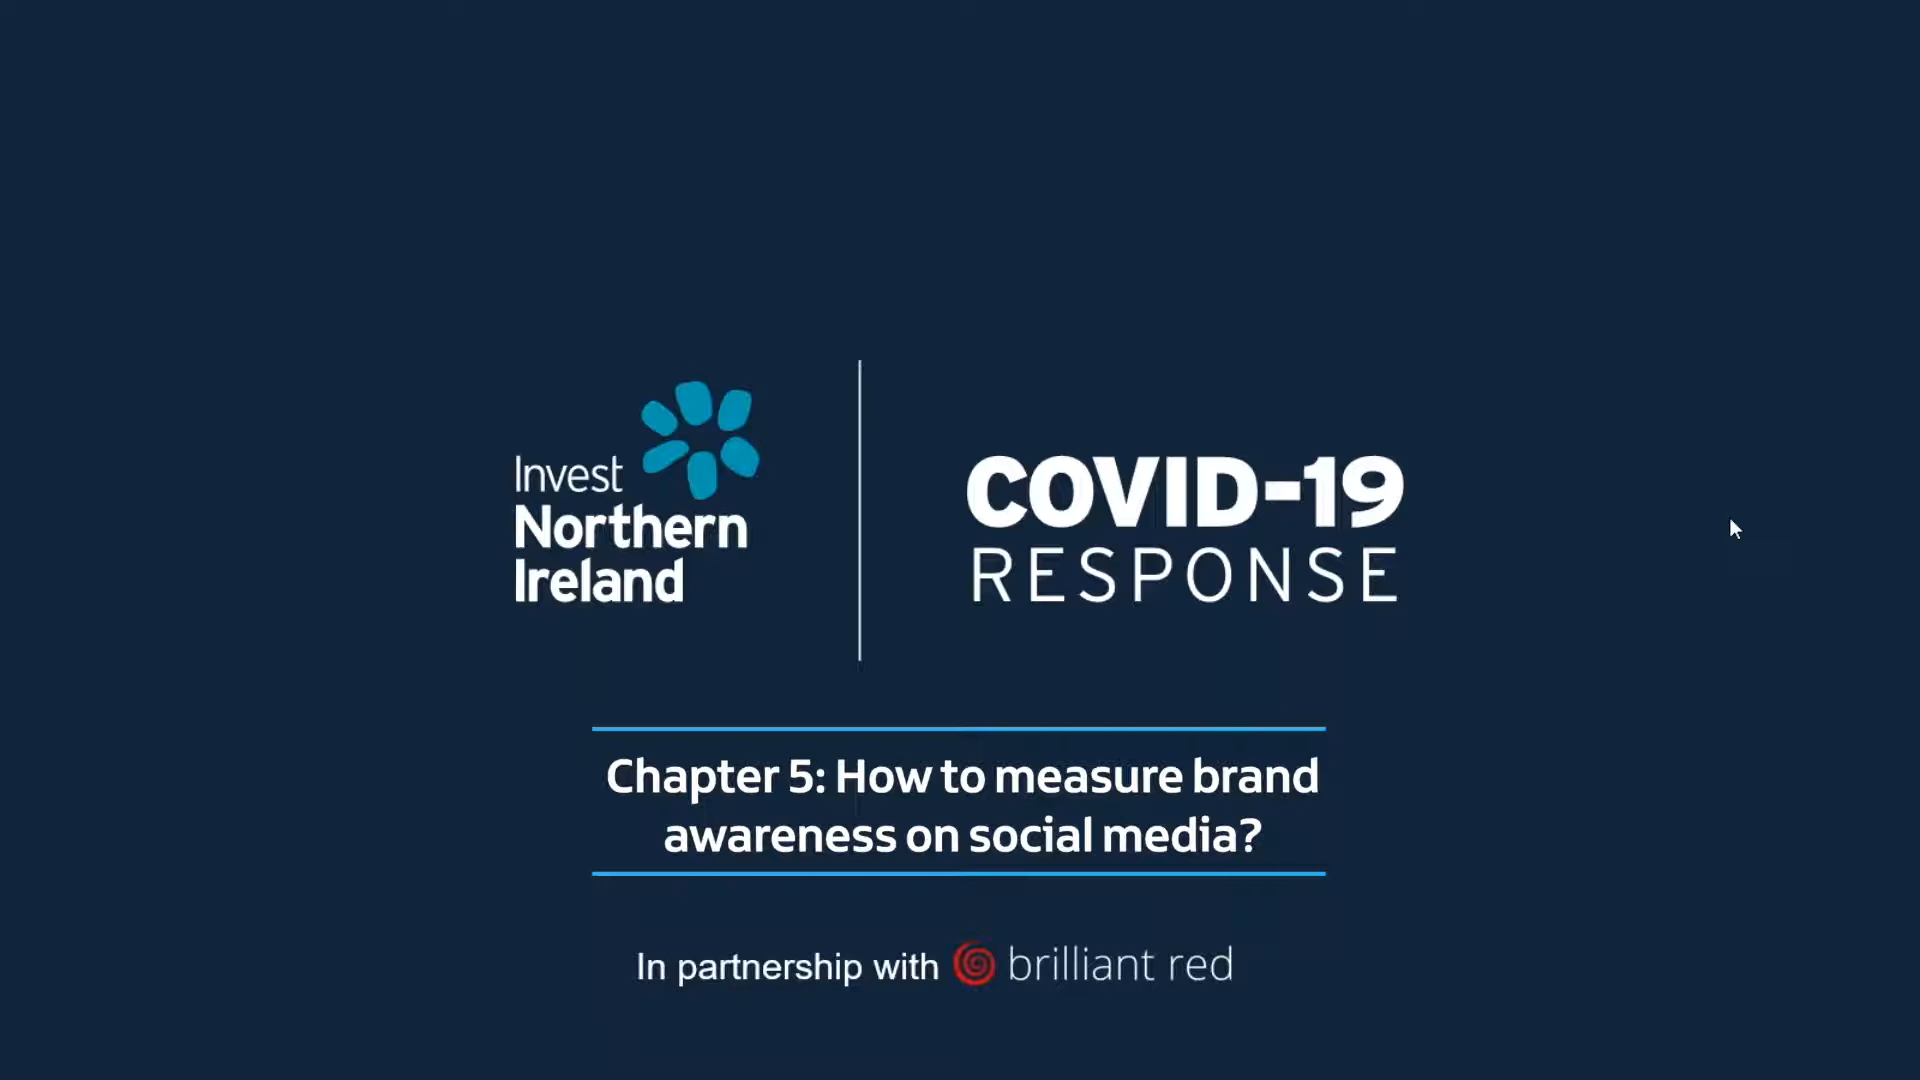 Invest
Northern
Ireland
COVID-19
RESPONSE
Chapter 5: How to measure brand
awareness on social media?
In partnership with brilliant red